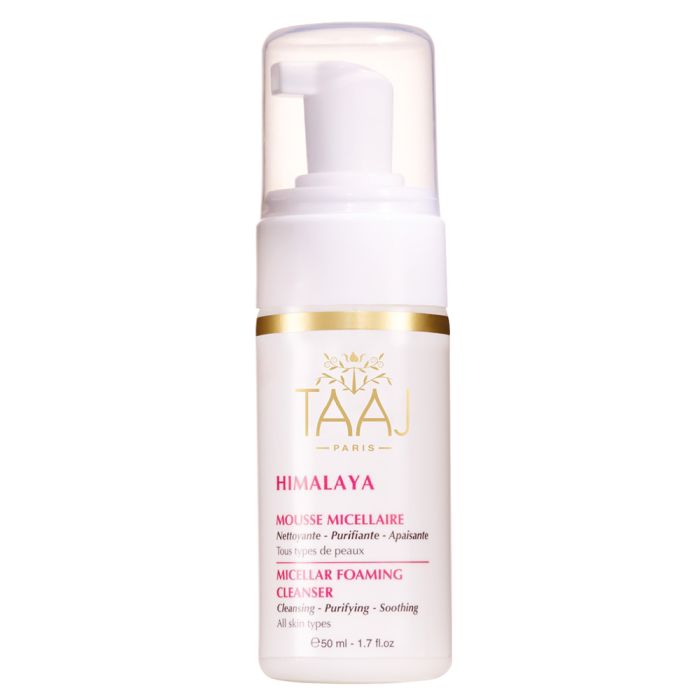 TAAJ
PARIS
HIMALAYA
MOUSSE MICELLAIRE
Nettoyante - Purifiante - Apaisante
Tous types de peaux
MICELLAR FOAMING
CLEANSER
Cleansing - Purifying - Soothing
All skin types
℮50 ml - 1.7 fl.oz